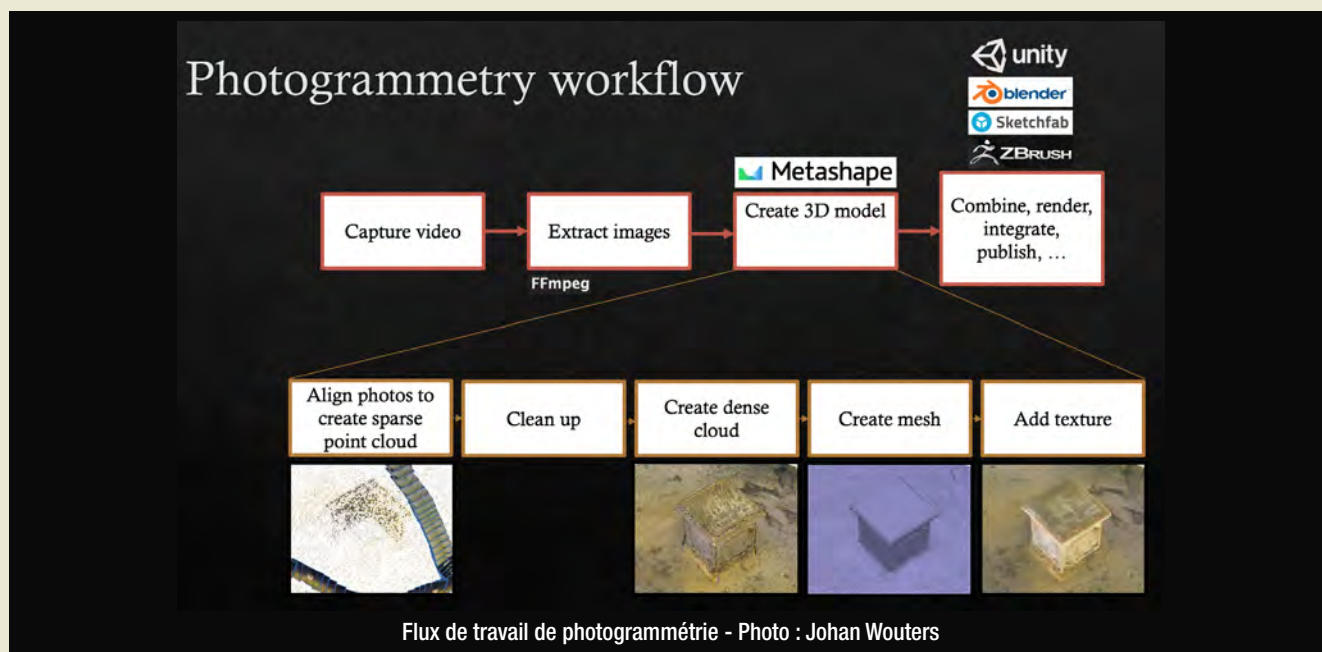 Photogrammetry workflow
unity
blender
Sketchfab
ZBRUSH
Metashape
Capture video
Extract images
Create 3D model
Combine, render,
integrate,
publish, …
FFmpeg
Align photos to
create sparse
point cloud
Clean up
Create dense
cloud
Create mesh
Add texture
Flux de travail de photogrammétrie - Photo : Johan Wouters